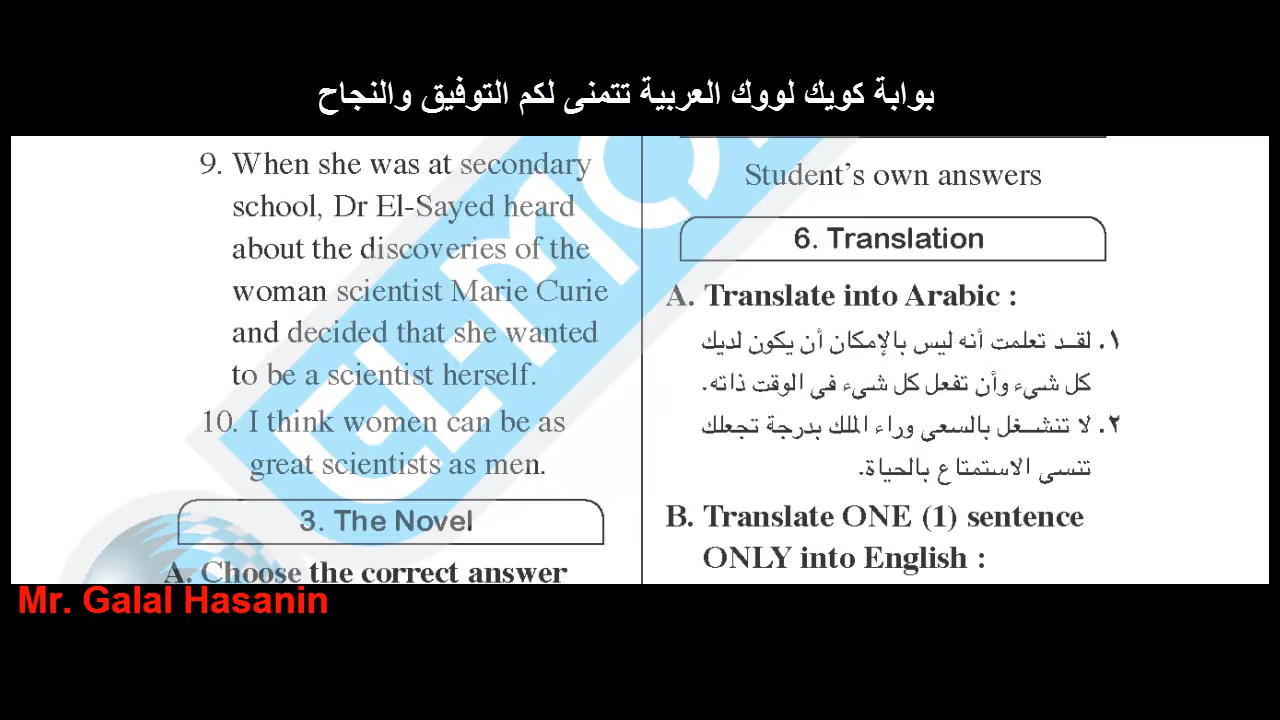 بوابة كويك لووك العربية تتمنى لكم التوفيق والنجاح
9. When she was at secondary
school, Dr El-Sayed heard
about the discoveries of the
woman scientist Marie Curie
and decided that she wanted
to be a scientist herself.
10. I think women can be as
great scientists as men.
3. The Novel
A. Choose the correct answer
Student's own answers
6. Translation
A. Translate into Arabic :
١. لقـد تعلمت أنه ليس بالإمكان أن يكون لديك
كل شيء وأن تفعل كل شيء في الوقت ذاته.
٢. لا تنشـغل بالسعى وراء الملك بدرجة تجعلك
تنسى الاستمتاع بالحياة.
B. Translate ONE (1) sentence
ONLY into English :
Mr. Galal Hasanin